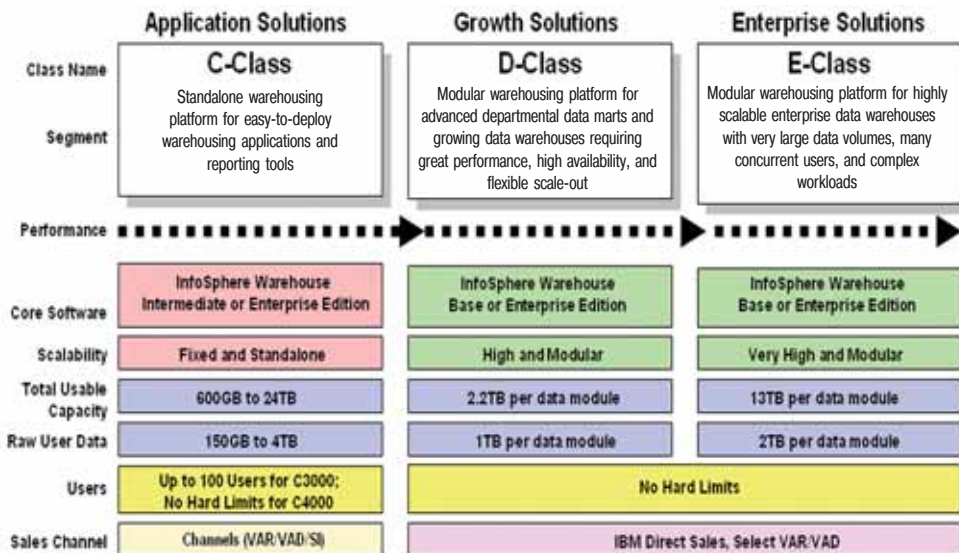 Application Solutions
Growth Solutions
Enterprise Solutions
Class Name
C-Class
D-Class
E-Class
Segment
Standalone warehousing
platform for easy-to-deploy
warehousing applications and
reporting tools
Modular warehousing platform for
advanced departmental data marts and
growing data warehouses requiring
great performance, high availability, and
flexible scale-out
Modular warehousing platform for highly
scalable enterprise data warehouses
with very large data volumes, many
concurrent users, and complex
workloads
Performance
Core Software
InfoSphere Warehouse
Intermediate or Enterprise Edition
InfoSphere Warehouse
Base or Enterprise Edition
InfoSphere Warehouse
Base or Enterprise Edition
Scalability
Fixed and Standalone
High and Modular
Very High and Modular
Total Usable
Capacity
600GB to 24TB
2.2TB per data module
13TB per data module
Raw User Data
150GB to 4TB
1TB per data module
2TB per data module
Users
Up to 100 Users for C3000;
No Hard Limits for C4000
No Hard Limits
Sales Channel
Channels (VAR/VAD/SI)
IBM Direct Sales, Select VAR/VAD